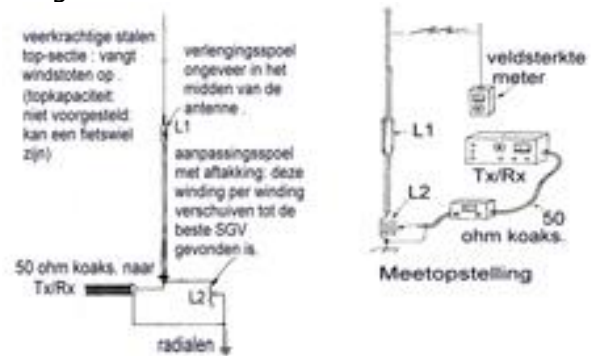 veerkrachtige stalen
top-sectie : vangt
windstoten op .
(topkapaciteit
niet voorgesteld
kan een fietswiel
zijn)
verlengingsspoel
ongeveer in het
midden van de
antenne .
L1
aanpassingsspoel
met aftakking: deze
winding per winding
verschuiven tot de
beste SGV
gevonden is.
50 ohm koaks. naar
Tx/Rx
L2
radialen
veldsterkte
meter
L1
Tx/Rx
L2
50
ohm koaks.
Meetopstelling